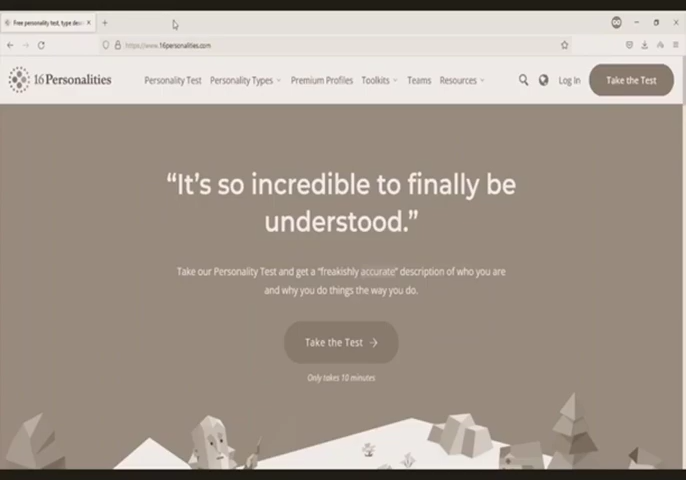 Free personality test, type desc
https://www.16personalities.com
16Personalities
Personality Test Personality Types Premium Profiles Toolkits Teams Resources Log In Take the Test
“It’s so incredible to finally be
understood.”
Take our Personality Test and get a “freakishly accurate” description of who you are
and why you do things the way you do.
Take the Test →
Only takes 10 minutes